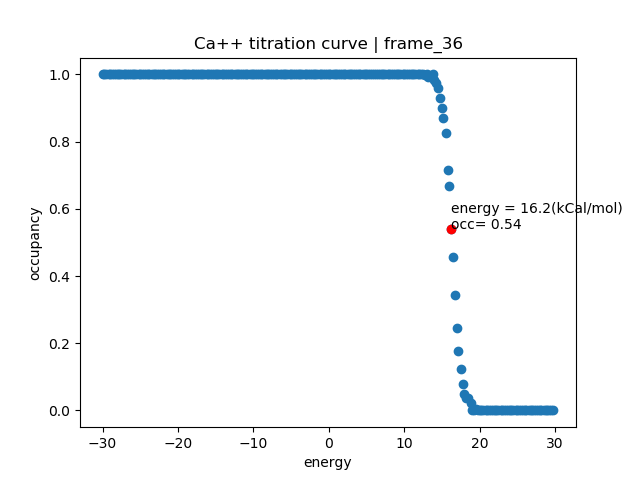 Ca++ titration curve | frame_36
1.0
0.8
0.6
0.4
0.2
0.0
occupancy
energy = 16.2(kCal/mol)
occ= 0.54
−30
−20
−10
0
10
20
30
energy